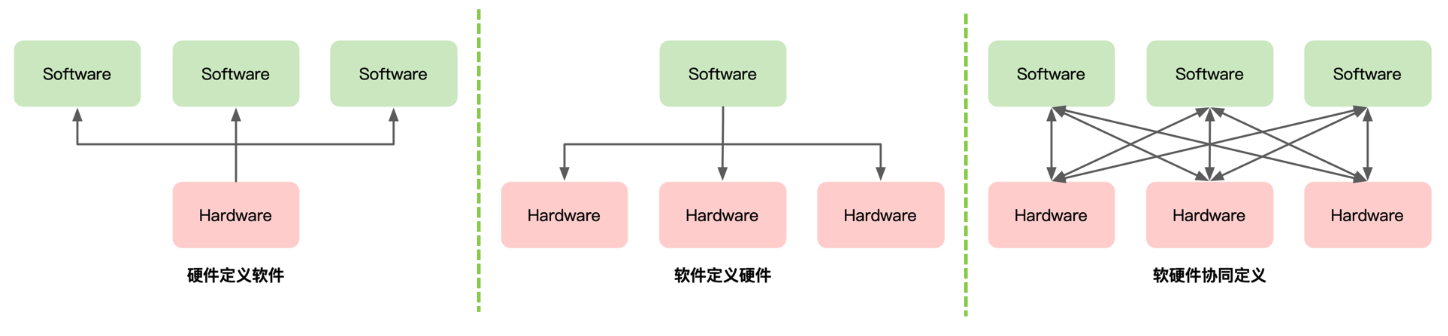 Software
Software
Software
Hardware
硬件定义软件
Software
Hardware
Hardware
Hardware
软件定义硬件
Software
Software
Software
Hardware
Hardware
Hardware
软硬件协同定义